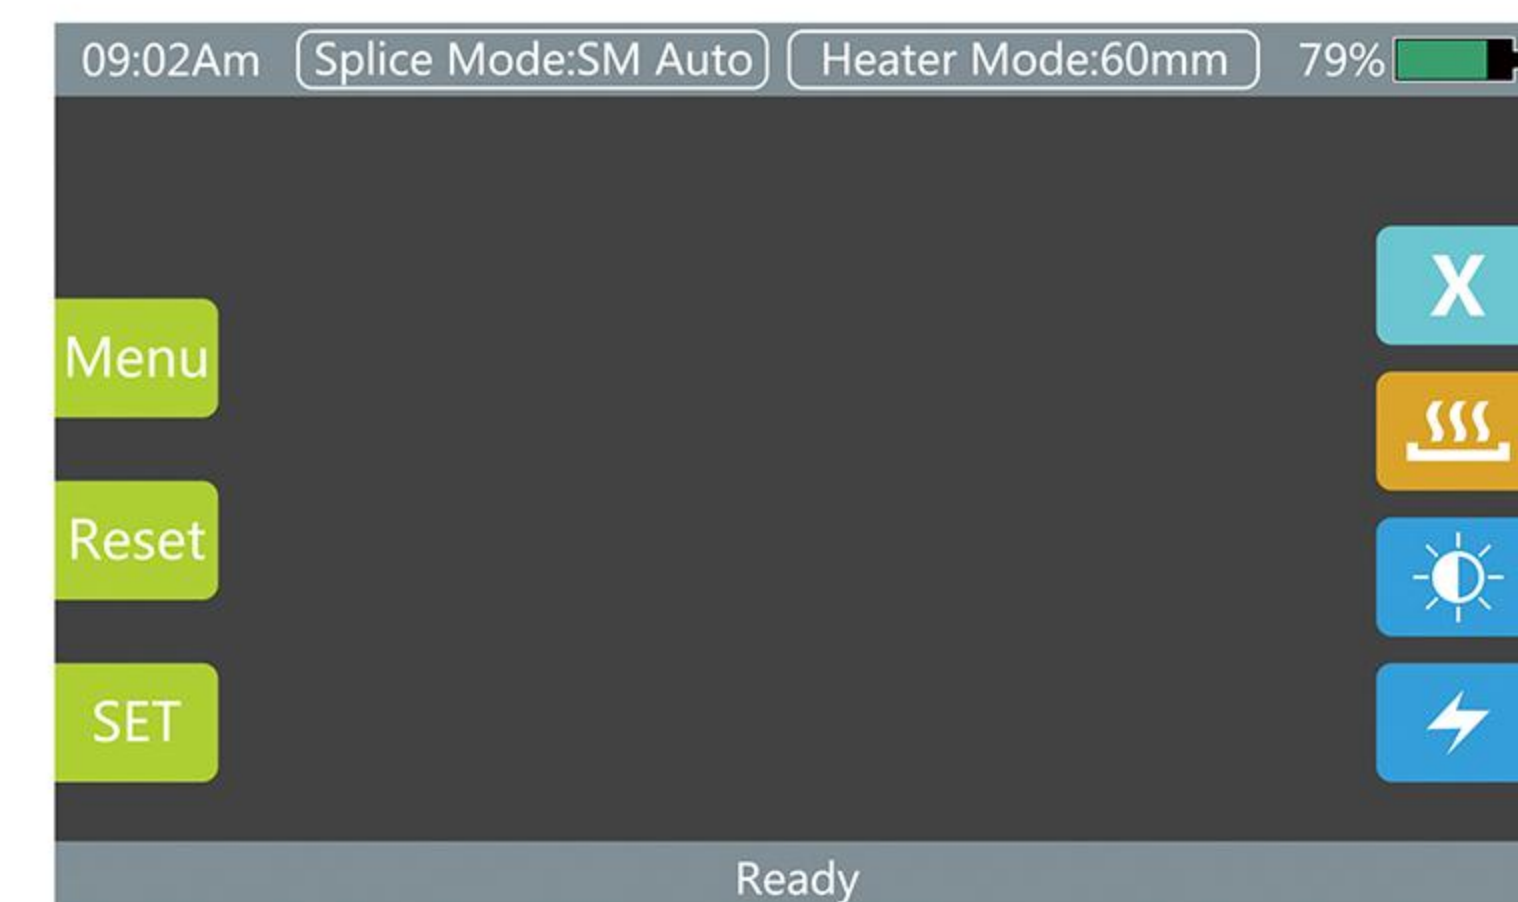 09:02Am Splice Mode:SM Auto Heater Mode:60mm 79%
X
Menu
Reset
SET
Ready